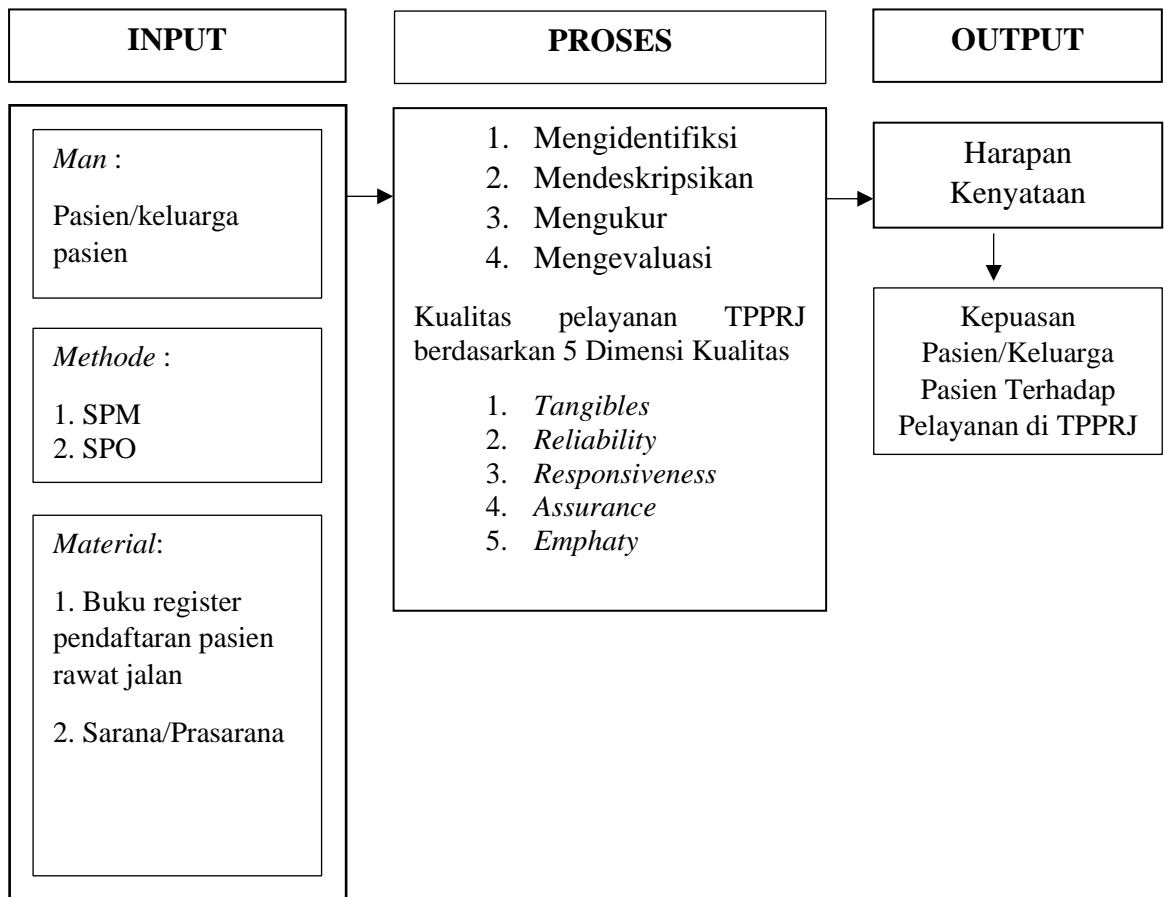 INPUT
PROSES
OUTPUT
Man :
Pasien/keluarga
pasien
Methode :
1. SPM
2. SPO
Material:
1. Buku register
pendaftaran pasien
rawat jalan
2. Sarana/Prasarana
1. Mengidentifiksi
2. Mendeskripsikan
3. Mengukur
4. Mengevaluasi
Kualitas pelayanan TPPRJ
berdasarkan 5 Dimensi Kualitas
1. Tangibles
2. Reliability
3. Responsiveness
4. Assurance
5. Emphaty
Harapan
Kenyataan
Kepuasan
Pasien/Keluarga
Pasien Terhadap
Pelayanan di TPPRJ